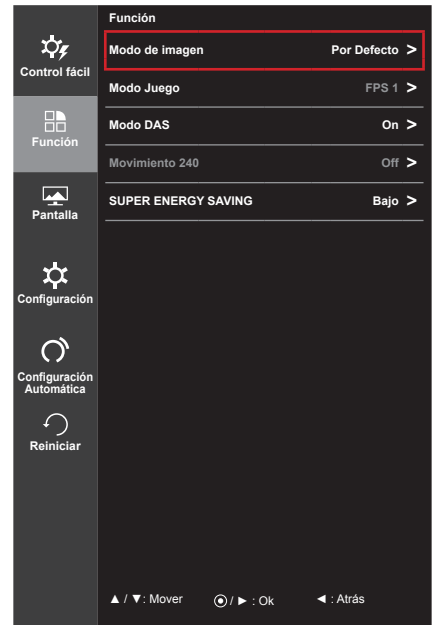 Control fácil
Función
Pantalla
Configuración
Configuración
Automática
Reiniciar
Función
Modo de imagen Por Defecto >
Modo Juego FPS 1 >
Modo DAS On >
Movimiento 240 Off >
SUPER ENERGY SAVING Bajo >
▲ / ▼: Mover ◉/ ► : Ok ◄ : Atrás